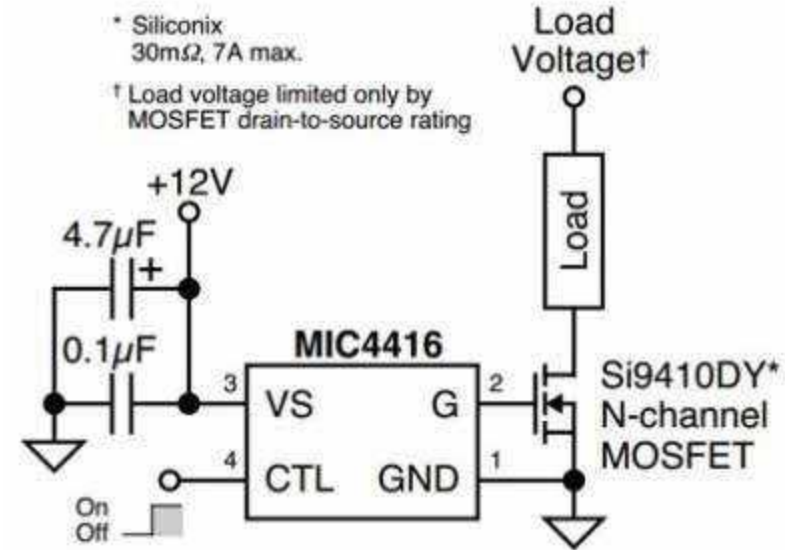 * Siliconix
30mΩ, 7A max.
† Load voltage limited only by
MOSFET drain-to-source rating
Load
Voltage†
+12V
4.7µF
+
0.1µF
Load
MIC4416
3
VS
G
2
4
CTL
GND
1
Si9410DY*
N-channel
MOSFET
On
Off